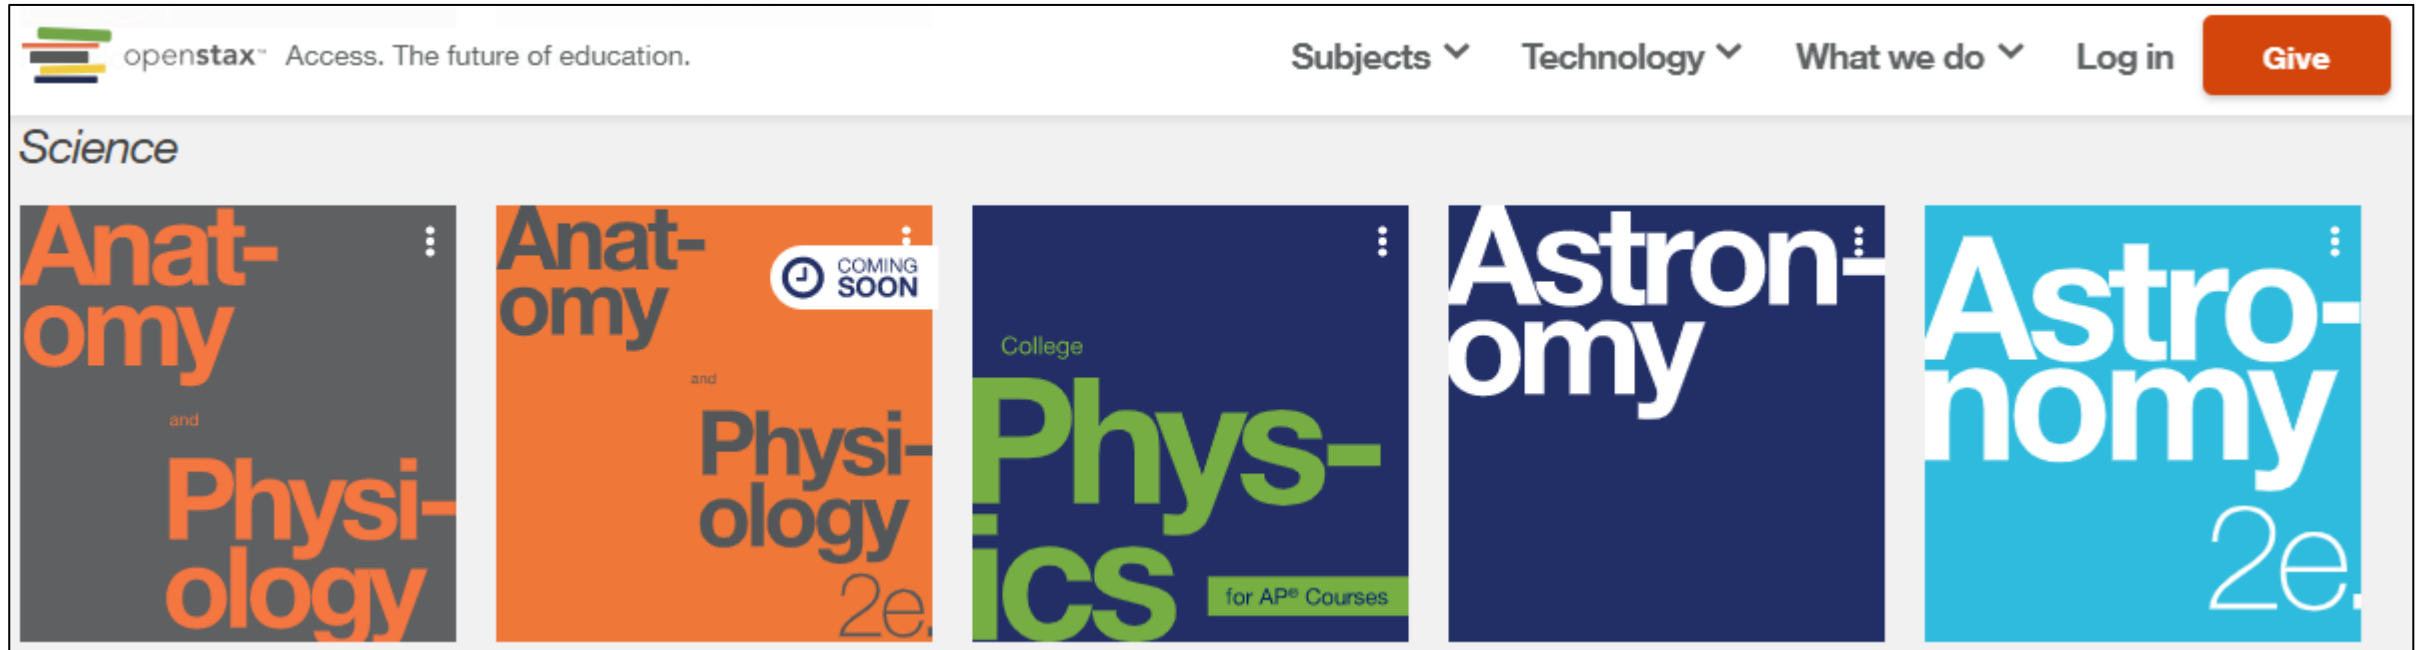 openstax™ Access. The future of education.
Subjects Technology What we do Log in Give
Science
Anat-
omy
and
Physi-
ology
Anat-
omy
COMING
SOON
and
Physi-
ology
2e.
College
Phys-
ics
for AP® Courses
Astron-
omy
Astro-
nomy
2e.